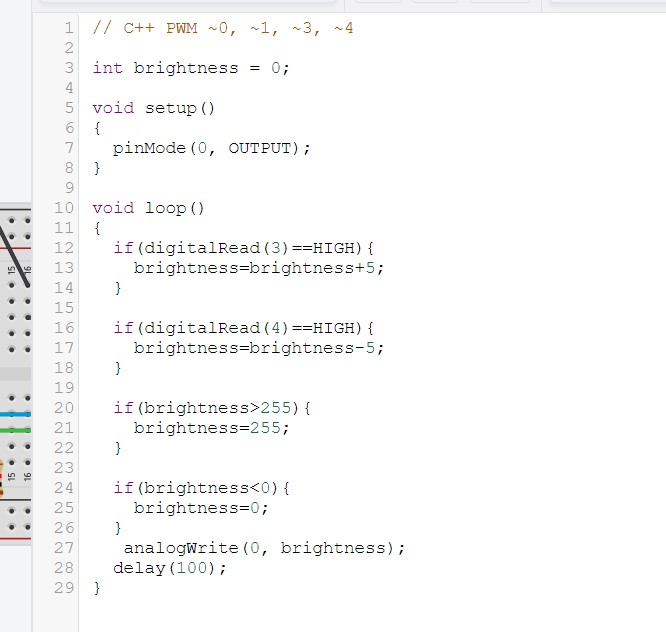 1 // C++ PWM ~0, ~1, ~3, ~4
2
3 int brightness = 0;
4
5 void setup()
6 {
7   pinMode(0, OUTPUT);
8 }
9
10 void loop()
11 {
12   if(digitalRead(3)==HIGH){
13     brightness=brightness+5;
14   }
15
16   if(digitalRead(4)==HIGH){
17     brightness=brightness-5;
18   }
19
20   if(brightness>255){
21     brightness=255;
22   }
23
24   if(brightness<0){
25     brightness=0;
26   }
27    analogWrite(0, brightness);
28   delay(100);
29 }
15 16
15 16